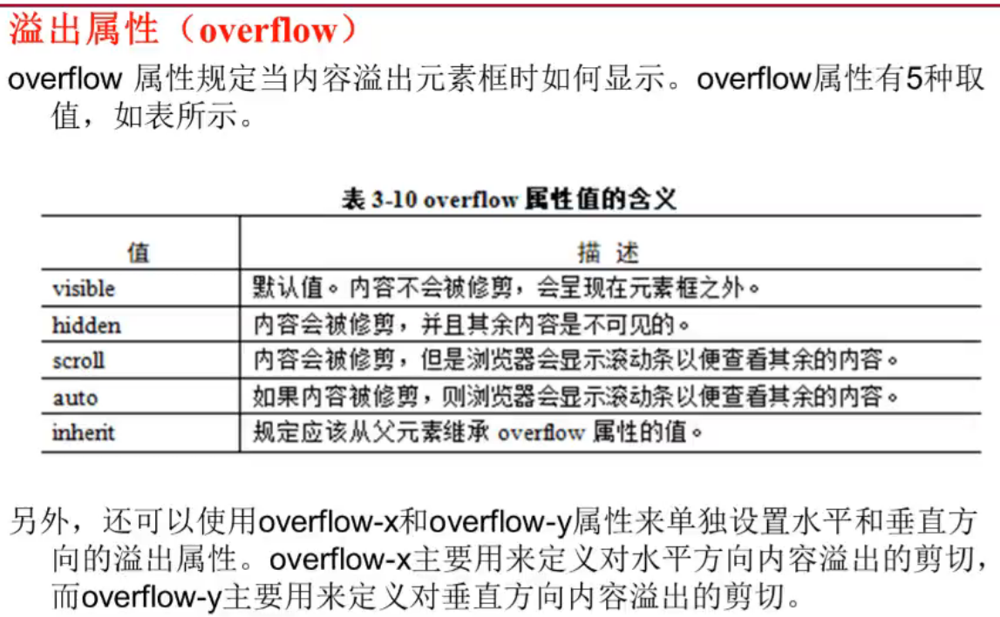 溢出属性（overflow）
overflow 属性规定当内容溢出元素框时如何显示。overflow属性有5种取
值，如表所示。
表 3-10 overflow 属性值的含义
值 描 述
visible 默认值。内容不会被修剪，会呈现在元素框之外。
hidden 内容会被修剪，并且其余内容是不可见的。
scroll 内容会被修剪，但是浏览器会显示滚动条以便查看其余的内容。
auto 如果内容被修剪，则浏览器会显示滚动条以便查看其余的内容。
inherit 规定应该从父元素继承 overflow 属性的值。
另外，还可以使用overflow-x和overflow-y属性来单独设置水平和垂直方
向的溢出属性。overflow-x主要用来定义对水平方向内容溢出的剪切，
而overflow-y主要用来定义对垂直方向内容溢出的剪切。